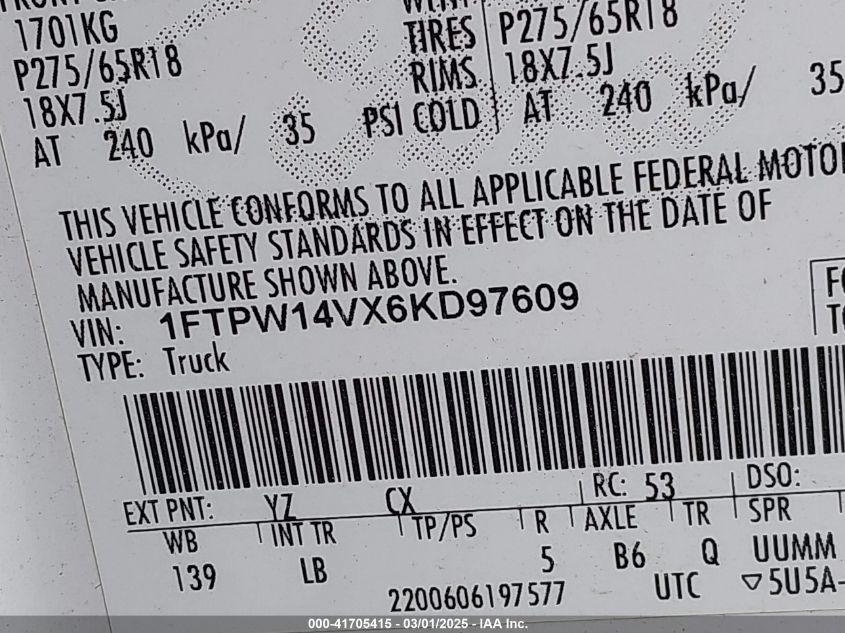 1701KG
TIRES P275/65R18
P275/65R18
RIMS 18X7.5J
18X7.5J
PSI COLD AT 240 kPa/ 35
AT 240 kPa/ 35
THIS VEHICLE CONFORMS TO ALL APPLICABLE FEDERAL MOTOR
VEHICLE SAFETY STANDARDS IN EFFECT ON THE DATE OF
MANUFACTURE SHOWN ABOVE.
VIN: 1FTPW14VX6KD97609
TYPE: Truck
EXT PNT: YZ CX RC: 53 DSO:
WB INT TR TP/PS R AXLE TR SPR
139 LB 5 B6 Q UUMM
2200606197577 UTC ▽5U5A-
000-41705415 - 03/01/2025 - IAA Inc.